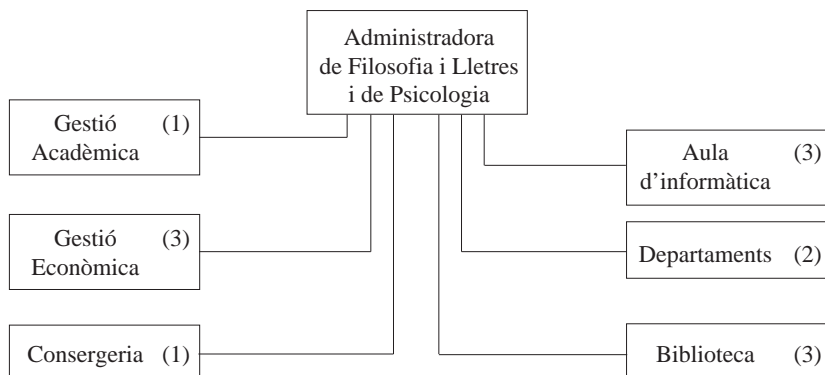 Administradora
de Filosofia i Lletres
i de Psicologia
Gestió (1)
Acadèmica
Aula (3)
d’informàtica
Gestió (3)
Econòmica
Departaments (2)
Consergeria (1)
Biblioteca (3)